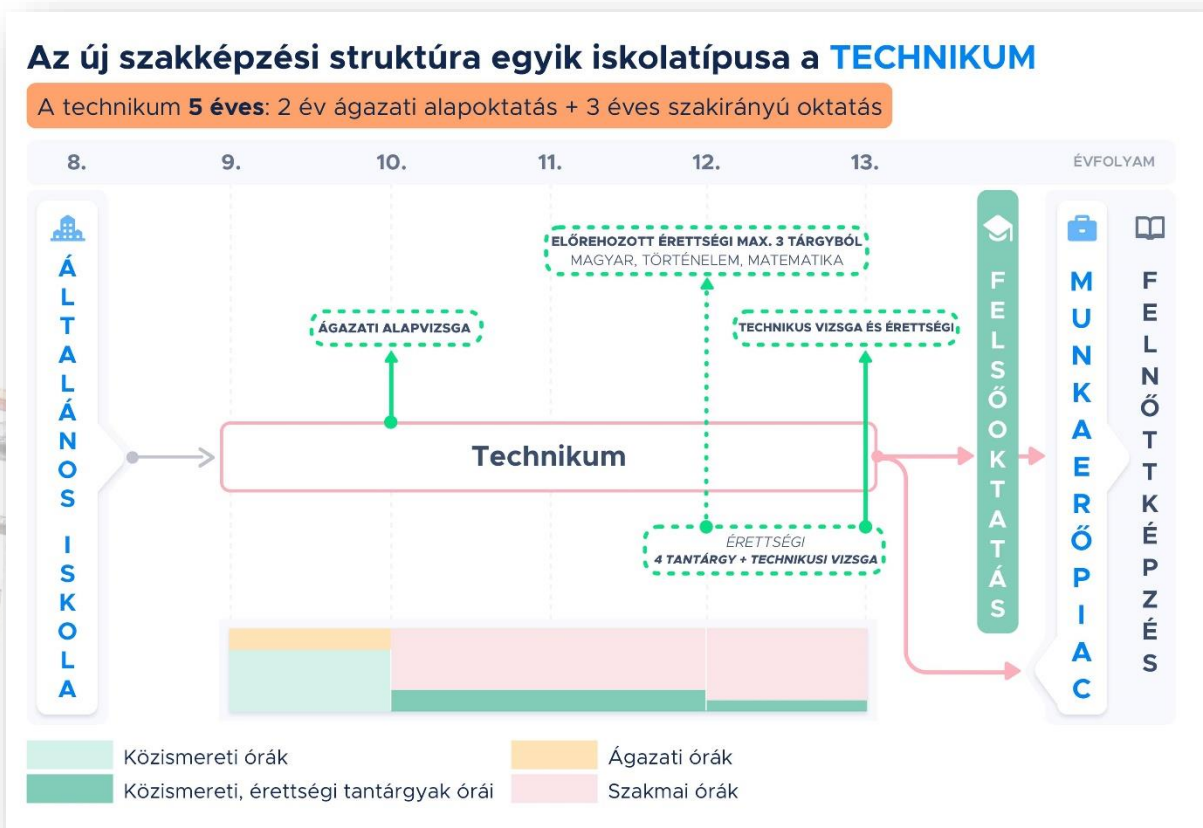 Az új szakképzési struktúra egyik iskolatípusa a TECHNIKUM
A technikum 5 éves: 2 év ágazati alapoktatás + 3 éves szakirányú oktatás
8. 9. 10. 11. 12. 13. ÉVFOLYAM
ÁLTALÁNOS ISKOLA
ELŐREHOZOTT ÉRETTSÉGI MAX. 3 TÁRGYBÓL
MAGYAR, TÖRTÉNELEM, MATEMATIKA
ÁGAZATI ALAPVIZSGA
TECHNIKUS VIZSGA ÉS ÉRETTSÉGI
Technikum
ÉRETTSÉGI
4 TANTÁRGY + TECHNIKUSI VIZSGA
FELSŐOKTATÁS
MUNKAERŐPIAC
FELNŐTTKÉPZÉS
Közismereti órák
Közismereti, érettségi tantárgyak órái
Ágazati órák
Szakmai órák